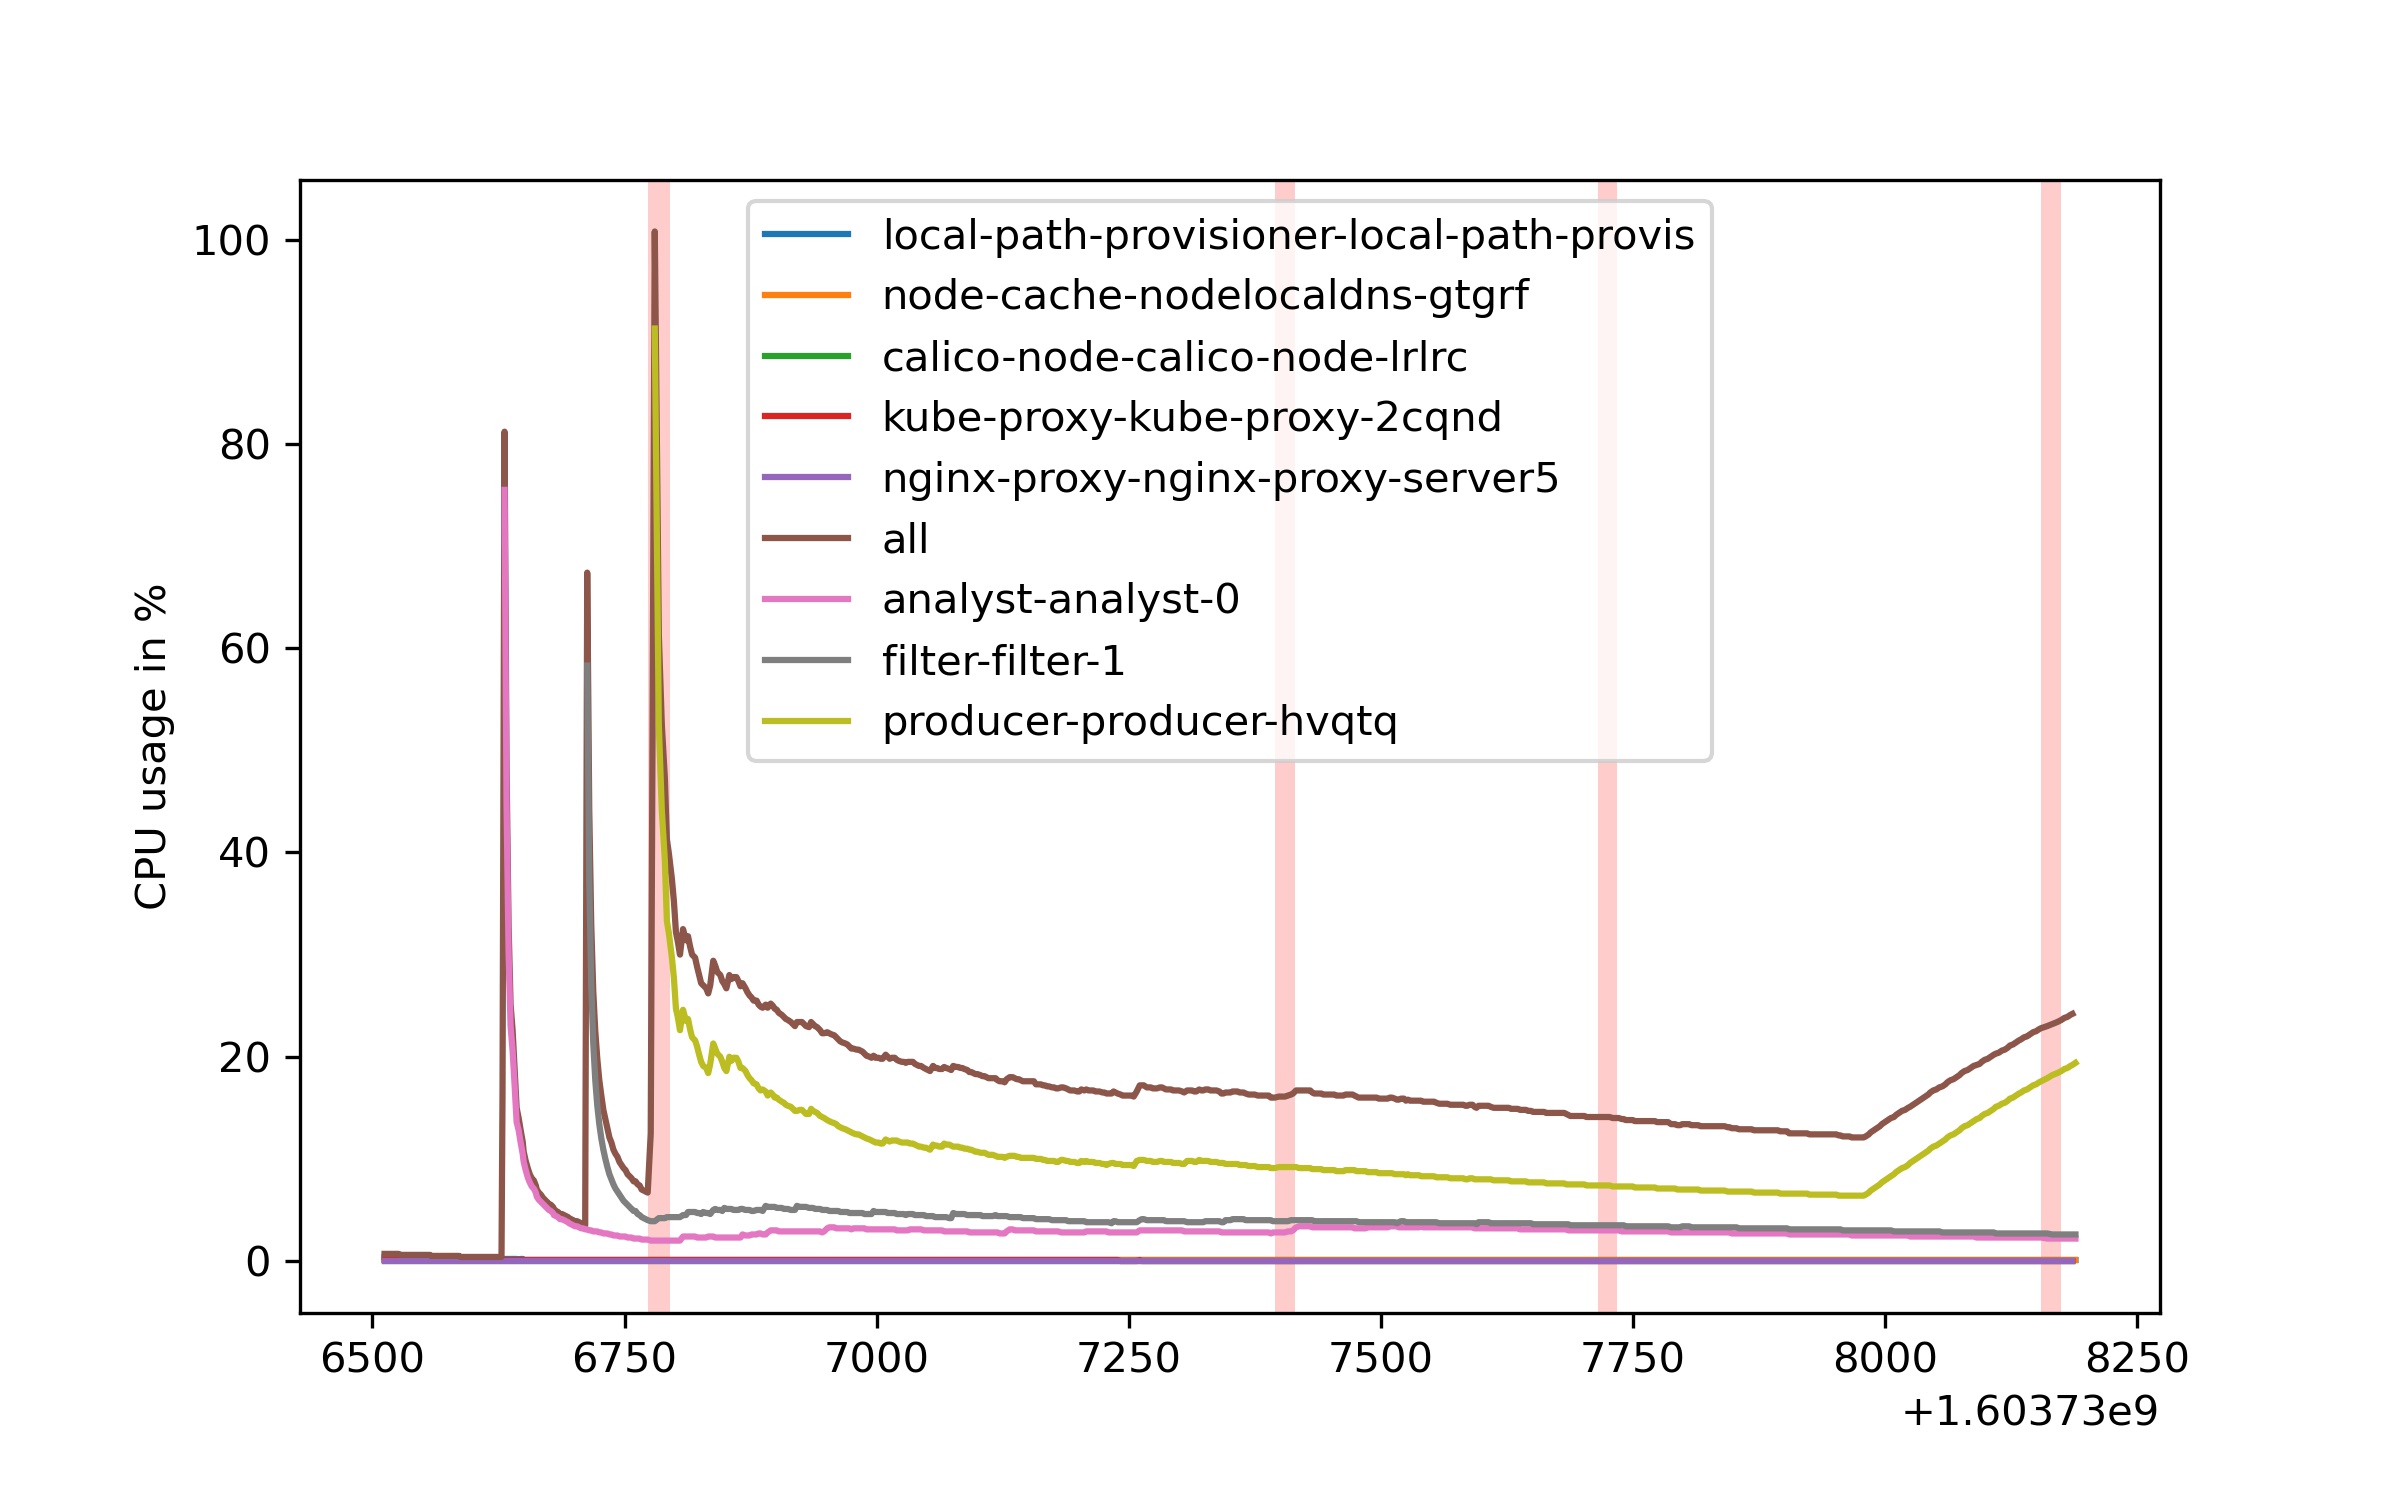 100
80
60
40
20
0
CPU usage in %
local-path-provisioner-local-path-provis
node-cache-nodelocaldns-gtgrf
calico-node-calico-node-lrlrc
kube-proxy-kube-proxy-2cqnd
nginx-proxy-nginx-proxy-server5
all
analyst-analyst-0
filter-filter-1
producer-producer-hvqtq
6500 6750 7000 7250 7500 7750 8000 8250
+1.60373e9